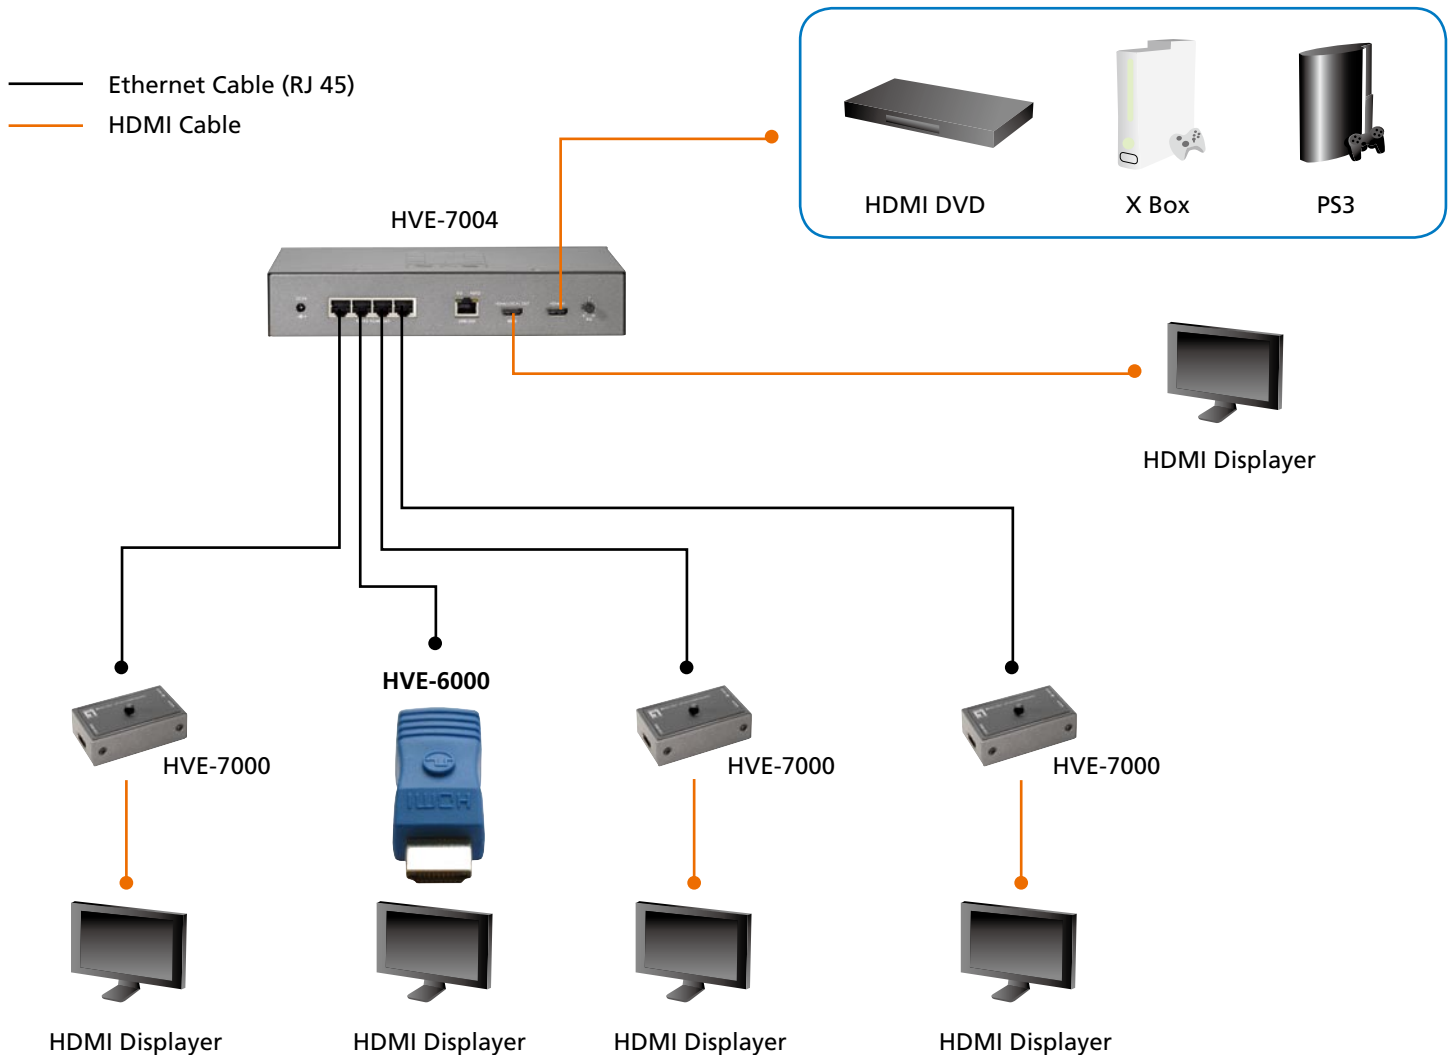 Ethernet Cable (RJ 45)
HDMI Cable
HDMI DVD
X Box
PS3
HVE-7004
HDMI Displayer
HVE-6000
HDMI
HVE-7000
HVE-7000
HVE-7000
HDMI Displayer
HDMI Displayer
HDMI Displayer
HDMI Displayer